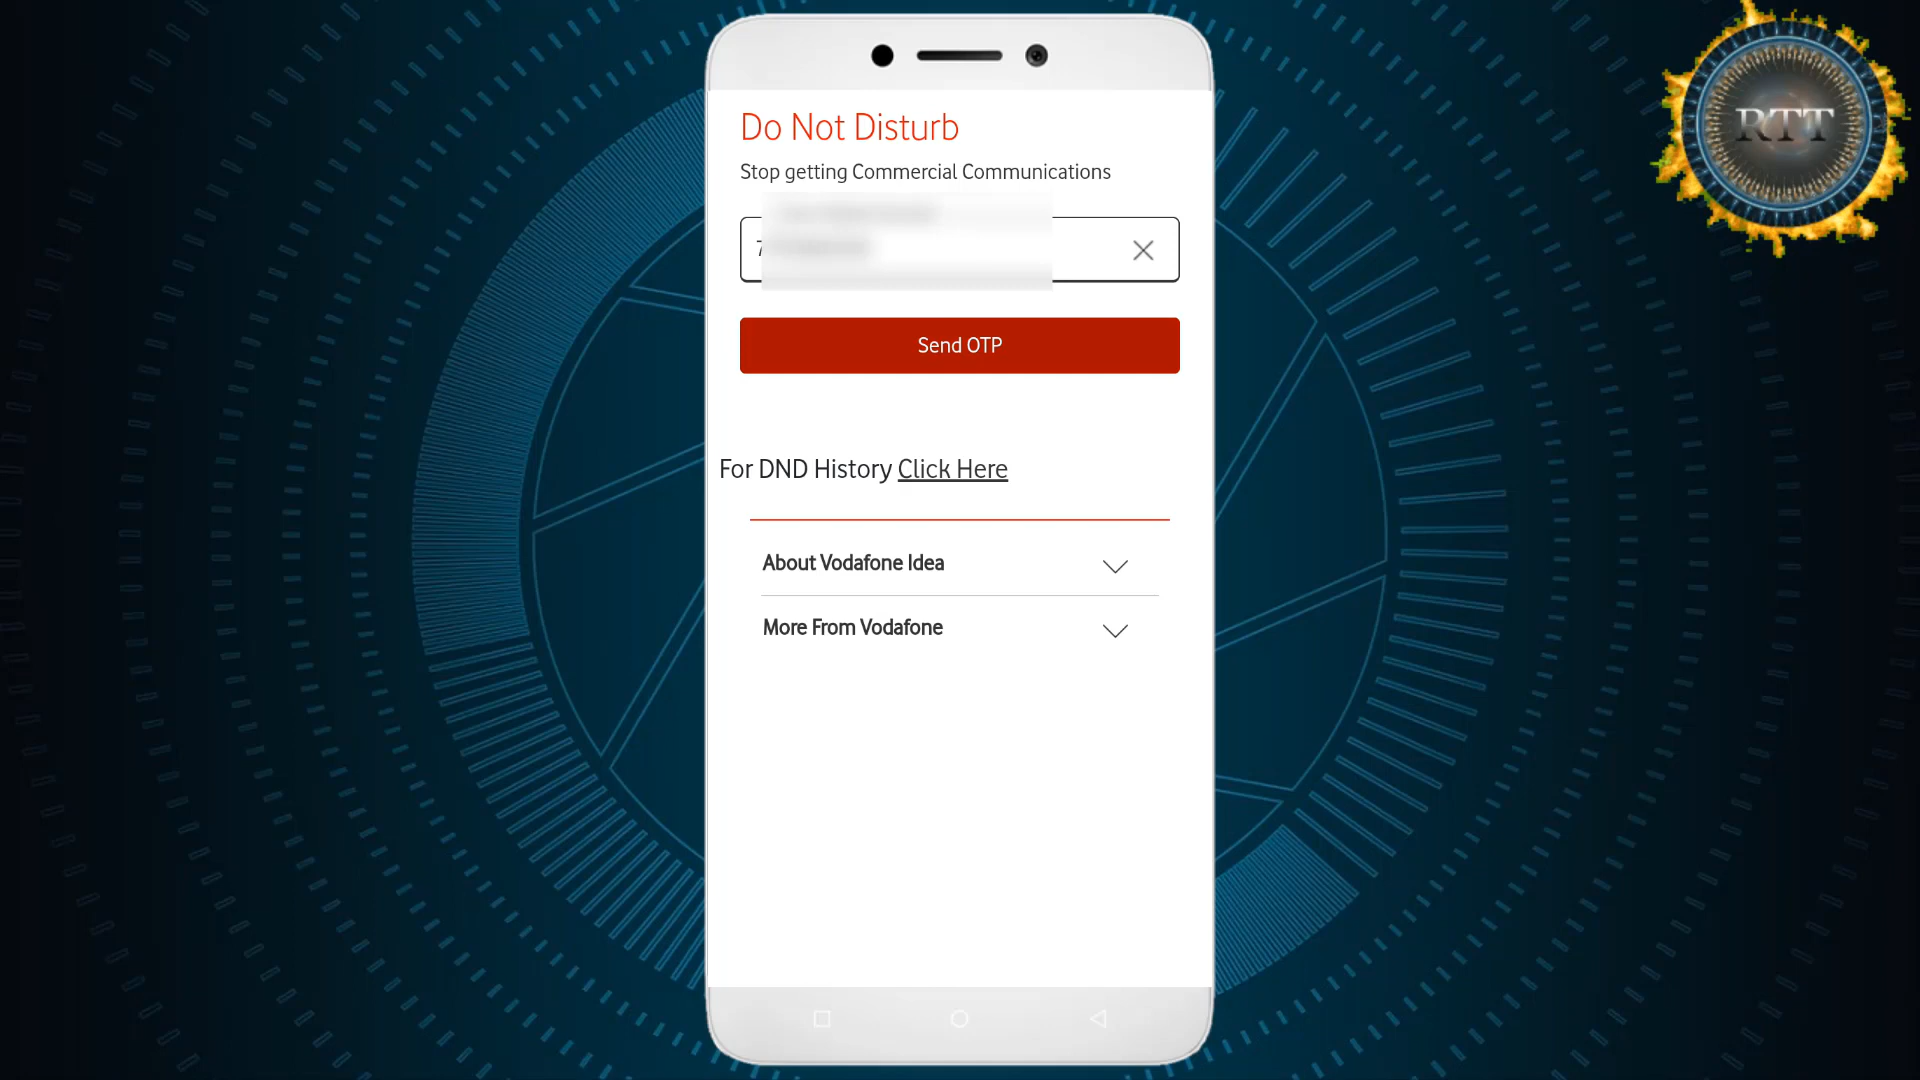 RTT
Do Not Disturb
Stop getting Commercial Communications
7
Send OTP
For DND History Click Here
About Vodafone Idea
More From Vodafone